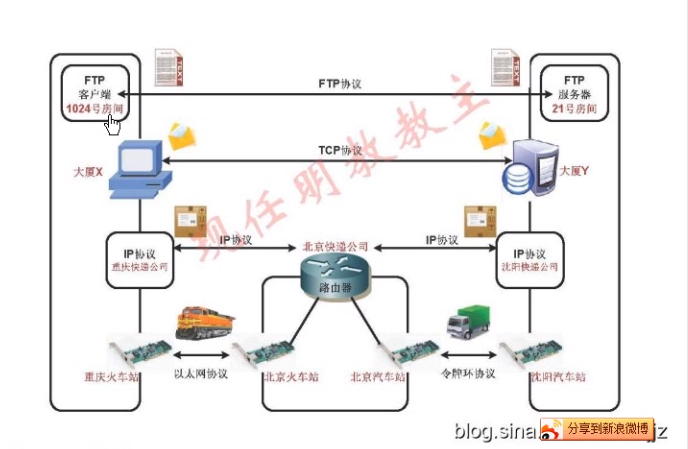 FTP
客户端
1024号房间
TEXT
FTP协议
TEXT
FTP
服务器
21号房间
大厦X
TCP协议
大厦Y
现任明教教主
IP协议
重庆快递公司
IP协议
北京快递公司
路由器
IP协议
IP协议
沈阳快递公司
重庆火车站
以太网协议
北京火车站
北京汽车站
令牌环协议
沈阳汽车站
blog.sina.
分享到新浪微博
jz